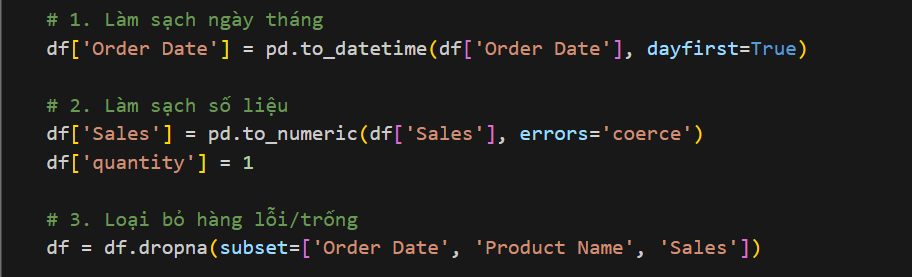 # 1. Làm sạch ngày tháng
df['Order Date'] = pd.to_datetime(df['Order Date'], dayfirst=True)
# 2. Làm sạch số liệu
df['Sales'] = pd.to_numeric(df['Sales'], errors='coerce')
df['quantity'] = 1
# 3. Loại bỏ hàng lỗi/trống
df = df.dropna(subset=['Order Date', 'Product Name', 'Sales'])